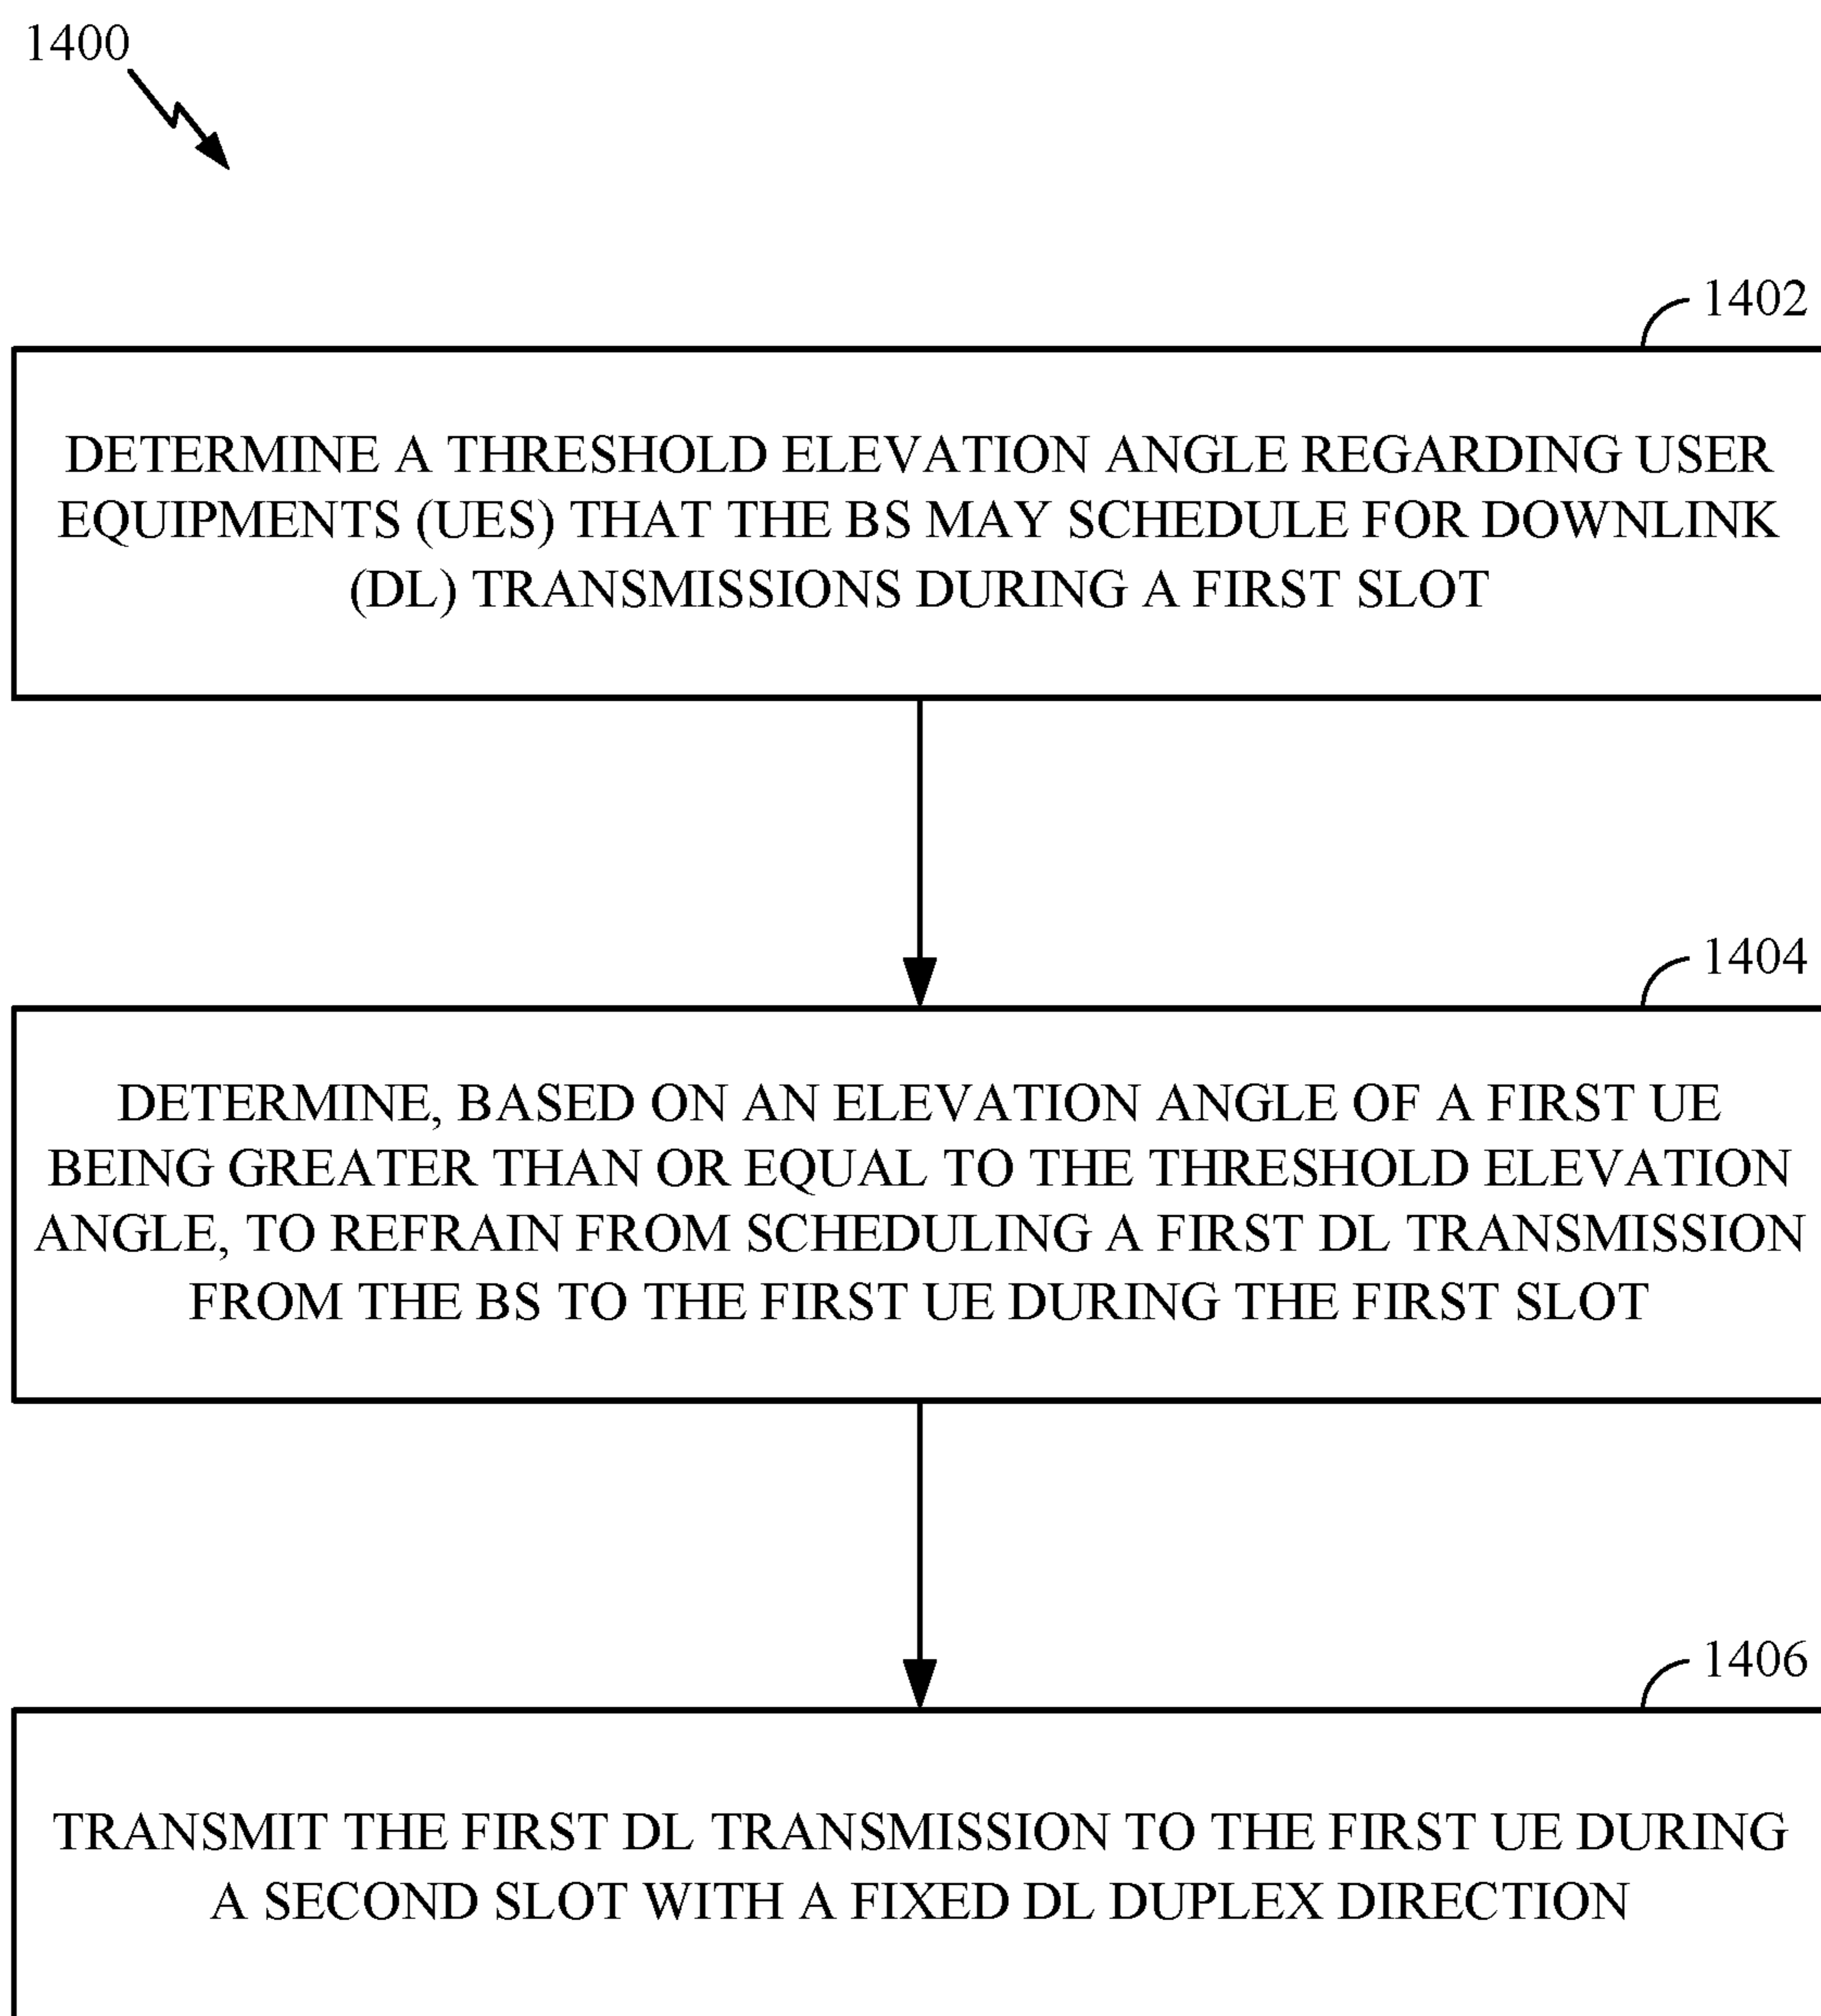 1400
1402
DETERMINE A THRESHOLD ELEVATION ANGLE REGARDING USER
EQUIPMENTS (UES) THAT THE BS MAY SCHEDULE FOR DOWNLINK
(DL) TRANSMISSIONS DURING A FIRST SLOT
1404
DETERMINE, BASED ON AN ELEVATION ANGLE OF A FIRST UE
BEING GREATER THAN OR EQUAL TO THE THRESHOLD ELEVATION
ANGLE, TO REFRAIN FROM SCHEDULING A FIRST DL TRANSMISSION
FROM THE BS TO THE FIRST UE DURING THE FIRST SLOT
1406
TRANSMIT THE FIRST DL TRANSMISSION TO THE FIRST UE DURING
A SECOND SLOT WITH A FIXED DL DUPLEX DIRECTION